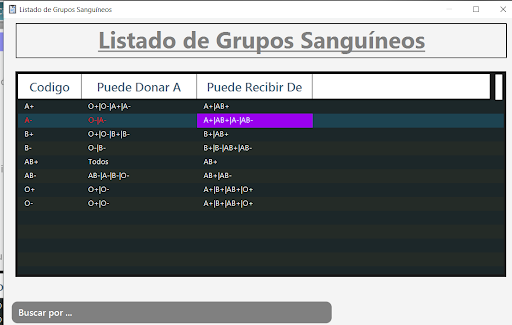 Listado de Grupos Sanguíneos
Listado de Grupos Sanguíneos
Codigo Puede Donar A Puede Recibir De
A+ O+|O-|A+|A- A+|AB+
A- O-|A- A+|AB+|A-|AB-
B+ O+|O-|B+|B- B+|AB+
B- O-|B- B+|B-|AB+|AB-
AB+ Todos AB+
AB- AB-|A-|B-|O- AB+|AB-
O+ O+|O- A+|B+|AB+|O+
O- O+|O- A+|B+|AB+|O+
Buscar por ...